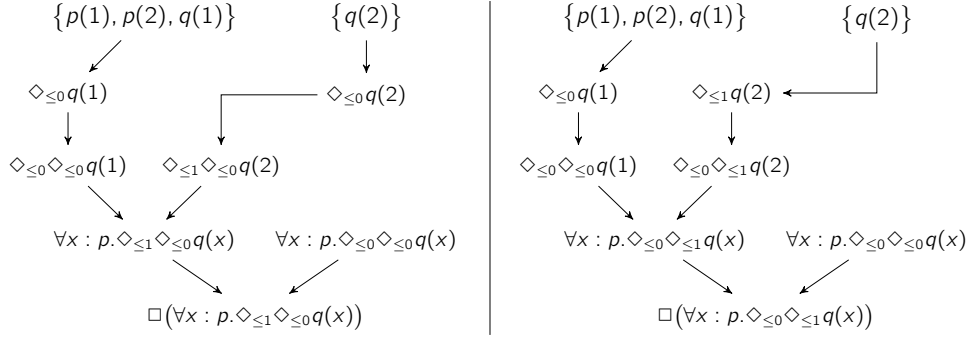 {p(1), p(2), q(1)} {q(2)}
◇≤0q(1) ◇≤0q(2)
◇≤0◇≤0q(1) ◇≤1◇≤0q(2)
∀x : p.◇≤1◇≤0q(x) ∀x : p.◇≤0◇≤0q(x)
□(∀x : p.◇≤1◇≤0q(x))
{p(1), p(2), q(1)} {q(2)}
◇≤0q(1) ◇≤1q(2)
◇≤0◇≤0q(1) ◇≤0◇≤1q(2)
∀x : p.◇≤0◇≤1q(x) ∀x : p.◇≤0◇≤0q(x)
□(∀x : p.◇≤0◇≤1q(x))